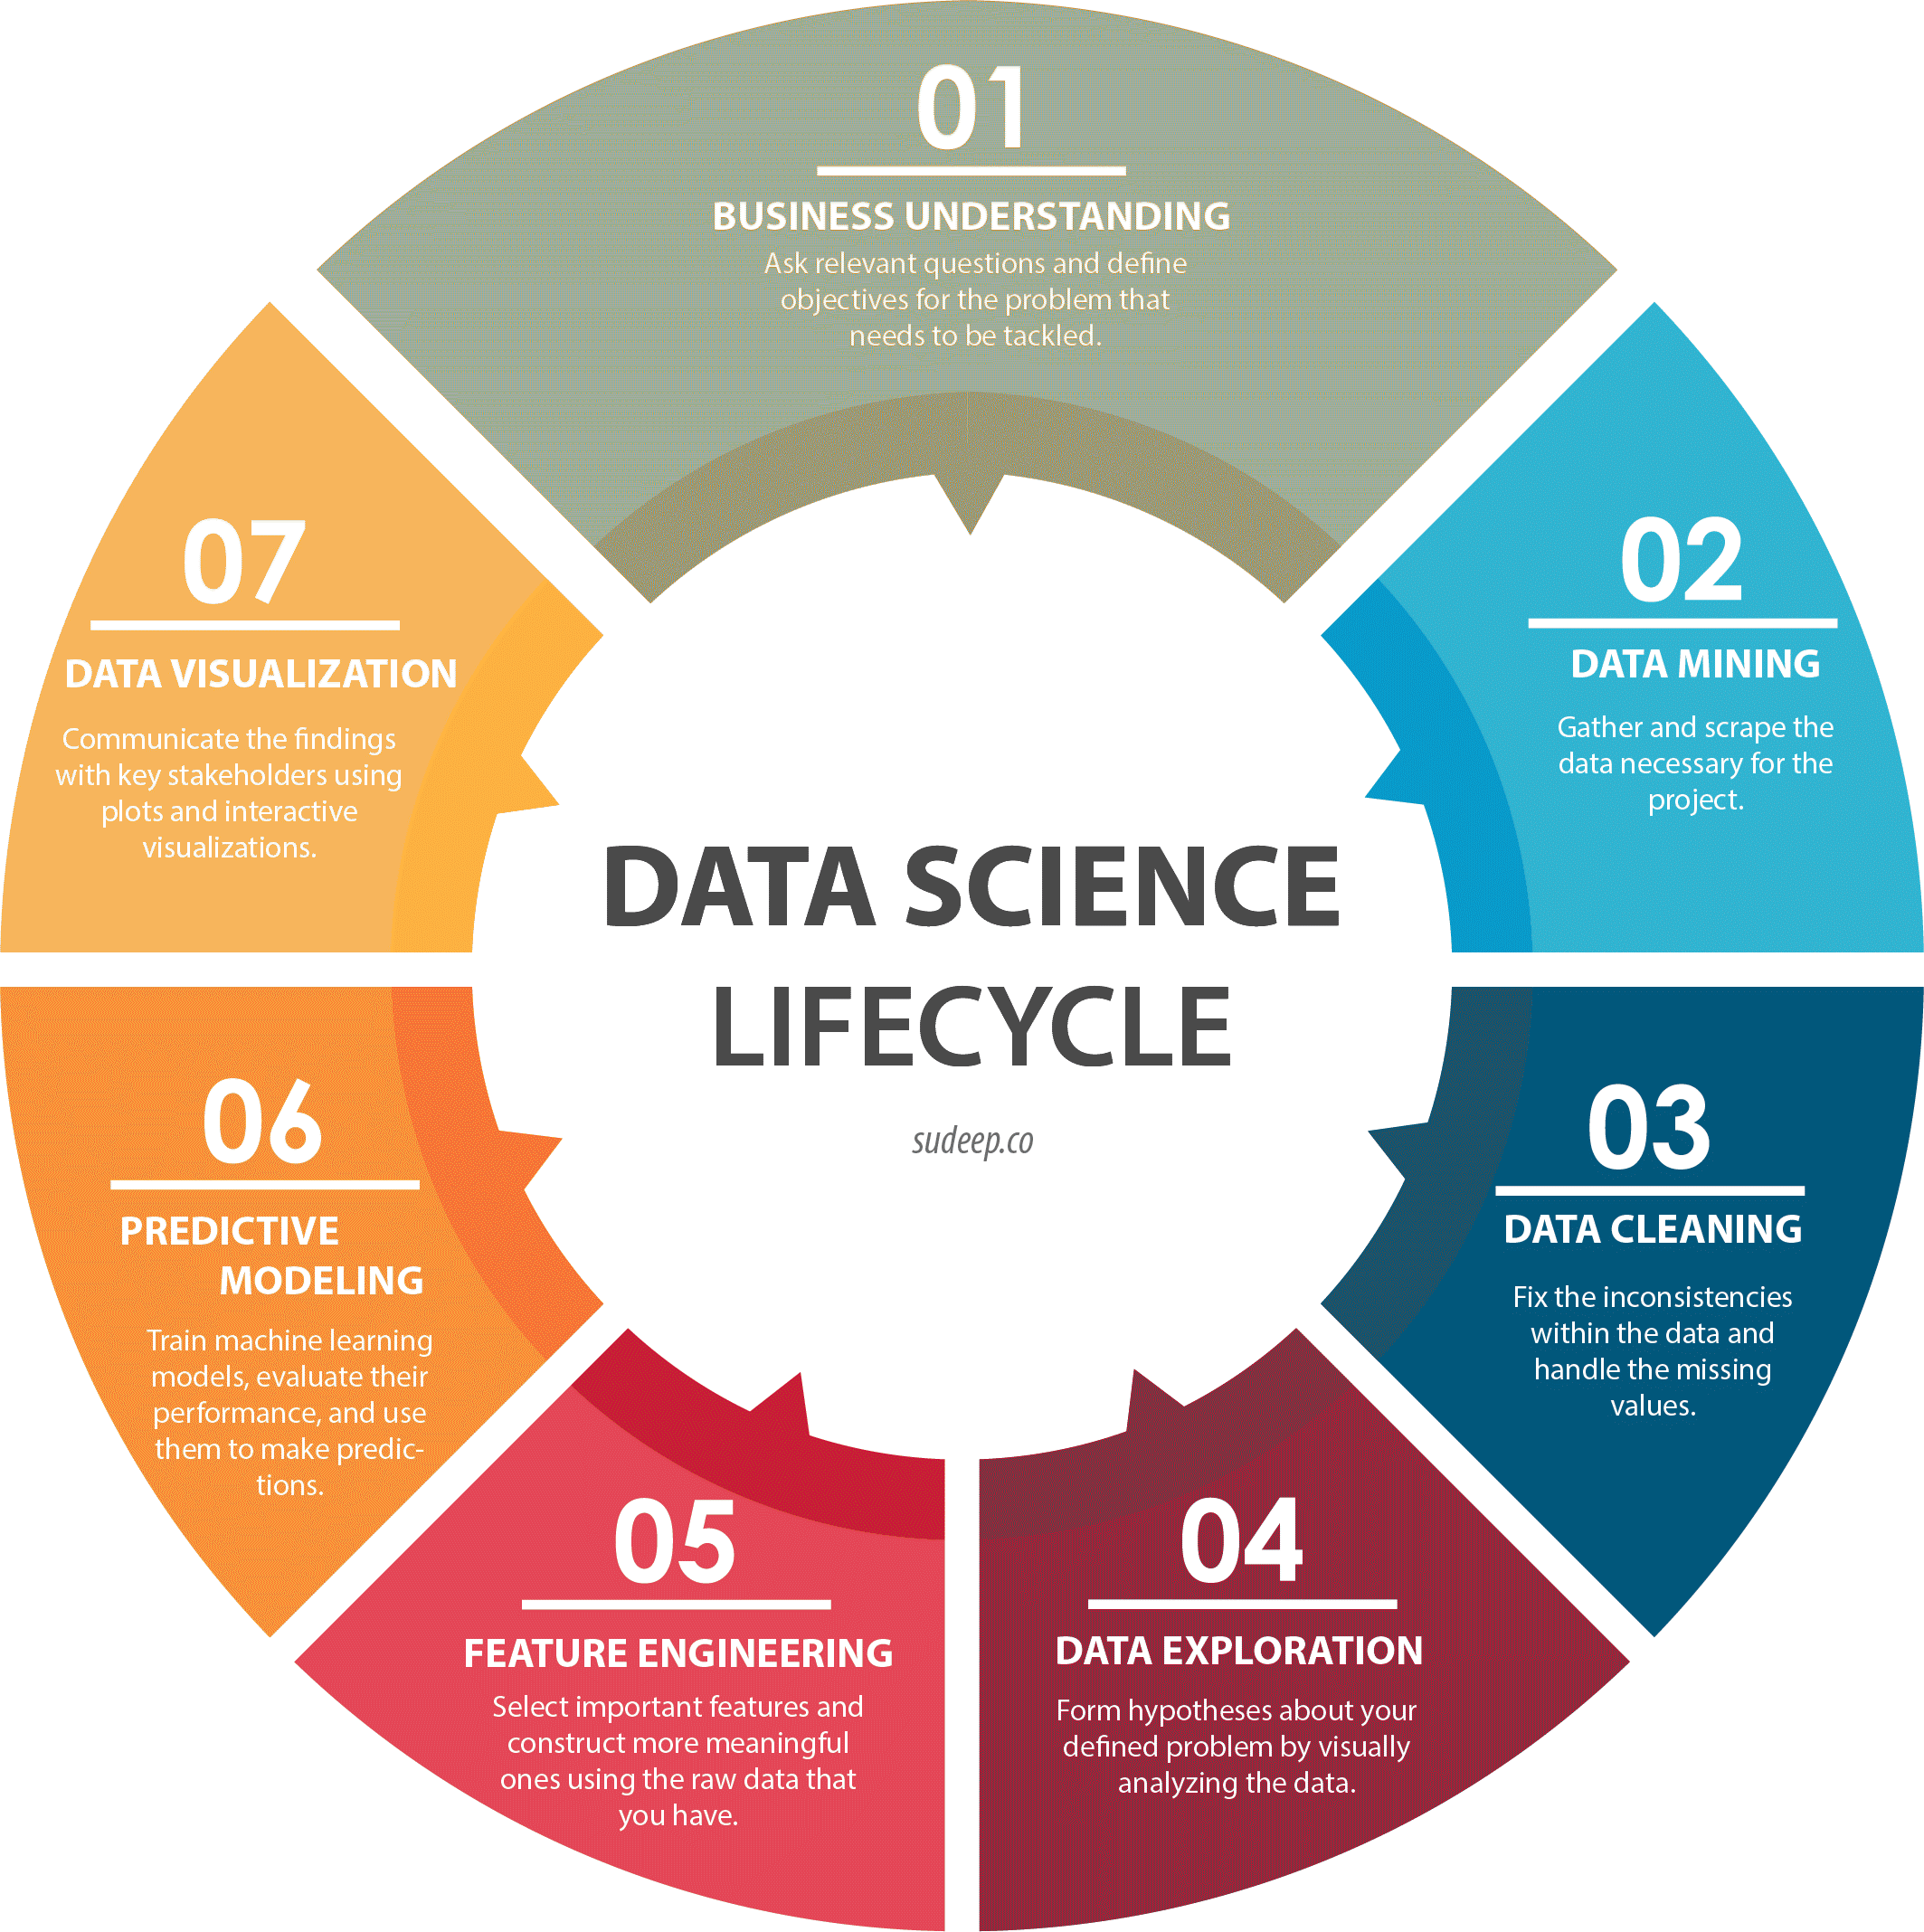 01
BUSINESS UNDERSTANDING
Ask relevant questions and define
objectives for the problem that
needs to be tackled.
02
DATA MINING
Gather and scrape the
data necessary for the
project.
03
DATA CLEANING
Fix the inconsistencies
within the data and
handle the missing
values.
04
DATA EXPLORATION
Form hypotheses about your
defined problem by visually
analyzing the data.
05
FEATURE ENGINEERING
Select important features and
construct more meaningful
ones using the raw data that
you have.
06
PREDICTIVE
MODELING
Train machine learning
models, evaluate their
performance, and use
them to make predic-
tions.
07
DATA VISUALIZATION
Communicate the findings
with key stakeholders using
plots and interactive
visualizations.
DATA SCIENCE
LIFECYCLE
sudeep.co